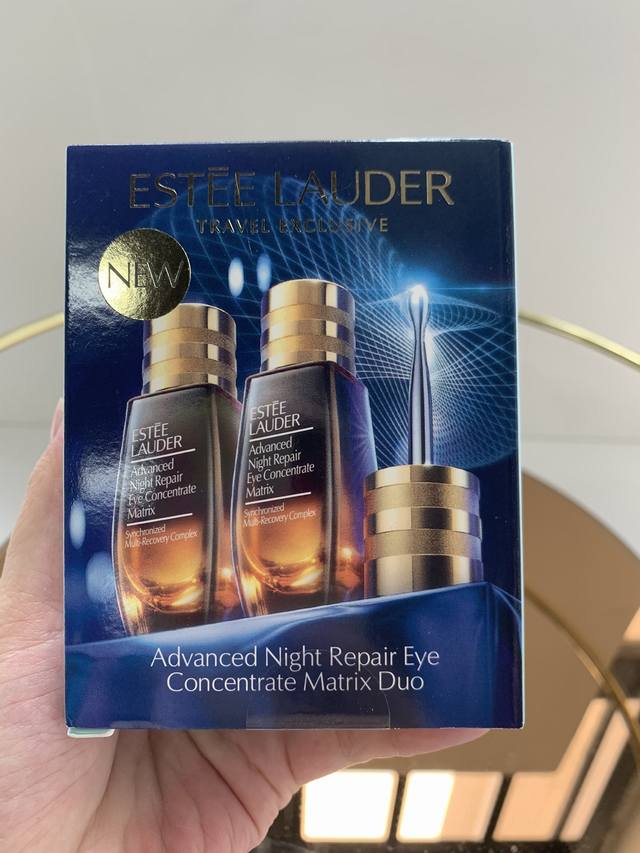 ESTĒE LAUDER
TRAVEL EXCLUSIVE
NEW
ESTĒE
LAUDER
Advanced
Night Repair
Eye Concentrate
Matrix
Synchronized
Multi-Recovery Complex
ESTĒE
LAUDER
Advanced
Night Repair
Eye Concentrate
Matrix
Synchronized
Multi-Recovery Complex
Advanced Night Repair Eye
Concentrate Matrix Duo